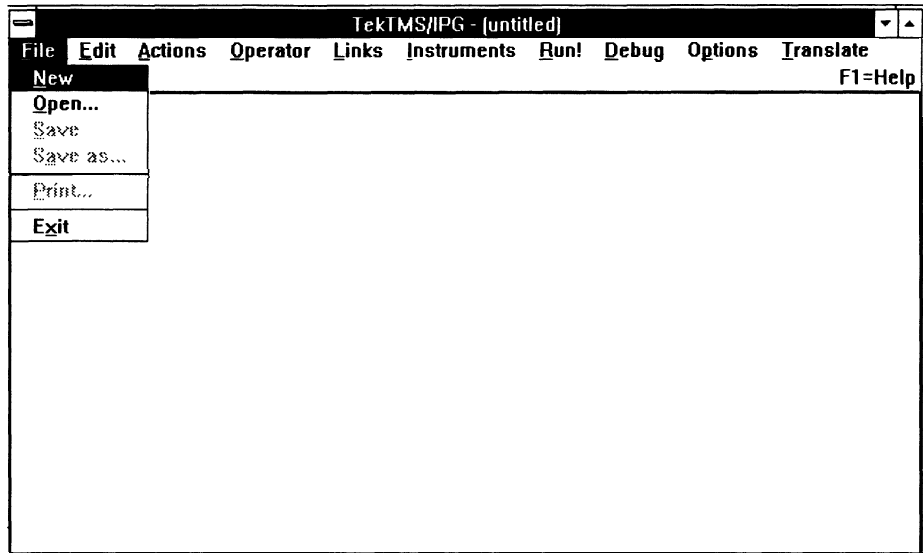 TekTMS/IPG - (untitled)
File Edit Actions Operator Links Instruments Run! Debug Options Translate
F1=Help
New
Open...
Save
Save as...
Print...
Exit